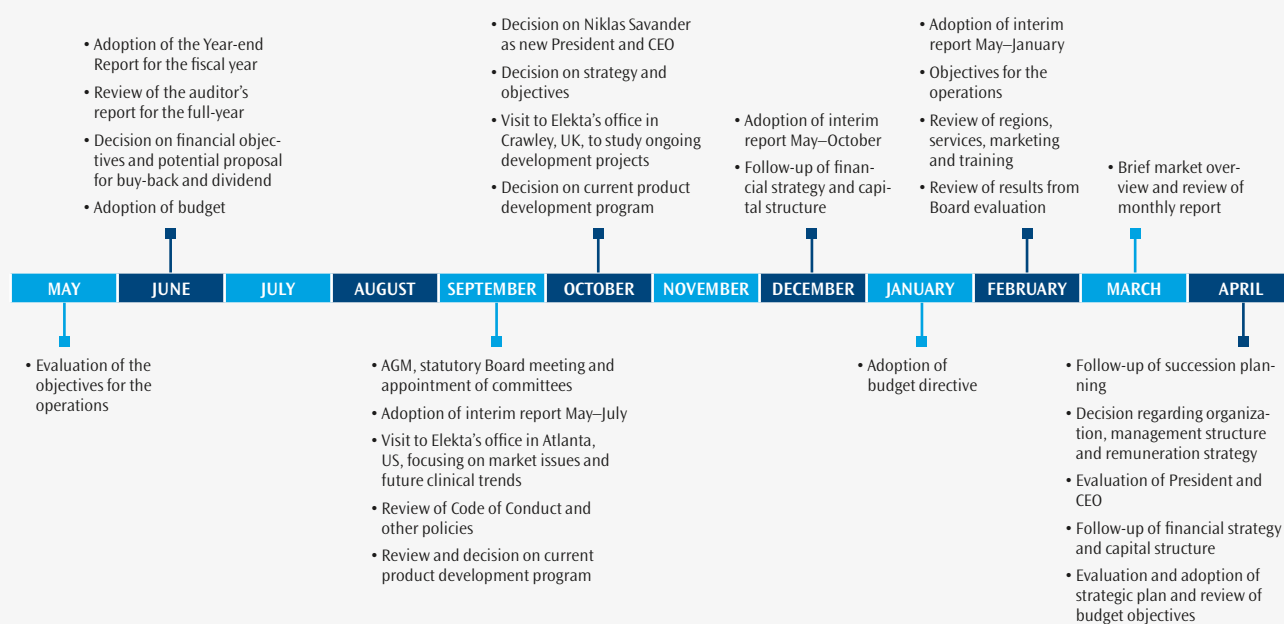 • Adoption of the Year-end
Report for the fiscal year
• Review of the auditor's
report for the full-year
• Decision on financial objec-
tives and potential proposal
for buy-back and dividend
• Adoption of budget
• Decision on Niklas Savander
as new President and CEO
• Decision on strategy and
objectives
• Visit to Elekta's office in
Crawley, UK, to study ongoing
development projects
• Decision on current product
development program
• Adoption of interim
report May–October
• Follow-up of finan-
cial strategy and capi-
tal structure
• Adoption of interim
report May–January
• Objectives for the
operations
• Review of regions,
services, marketing
and training
• Review of results from
Board evaluation
• Brief market over-
view and review of
monthly report
MAY JUNE JULY AUGUST SEPTEMBER OCTOBER NOVEMBER DECEMBER JANUARY FEBRUARY MARCH APRIL
• Evaluation of the
objectives for the
operations
• AGM, statutory Board meeting and
appointment of committees
• Adoption of interim report May–July
• Visit to Elekta's office in Atlanta,
US, focusing on market issues and
future clinical trends
• Review of Code of Conduct and
other policies
• Review and decision on current
product development program
• Adoption of
budget directive
• Follow-up of succession plan-
ning
• Decision regarding organiza-
tion, management structure
and remuneration strategy
• Evaluation of President and
CEO
• Follow-up of financial strategy
and capital structure
• Evaluation and adoption of
strategic plan and review of
budget objectives